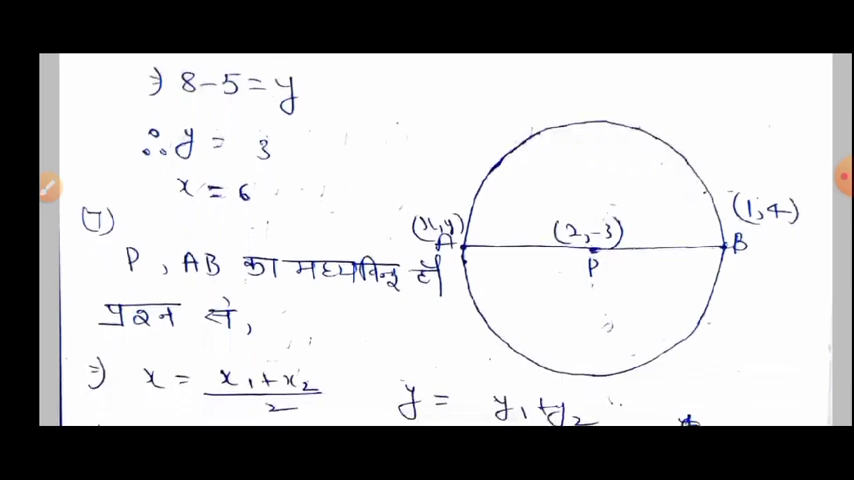 ⇒ 8-5=y
∴ y = 3
x = 6
(7)
P, AB का मध्यबिन्दु है
प्रश्न से,
⇒ x = x₁+x₂/2 y = y₁+y₂
(x,y)
A
(2,-3)
P
(1,4)
B